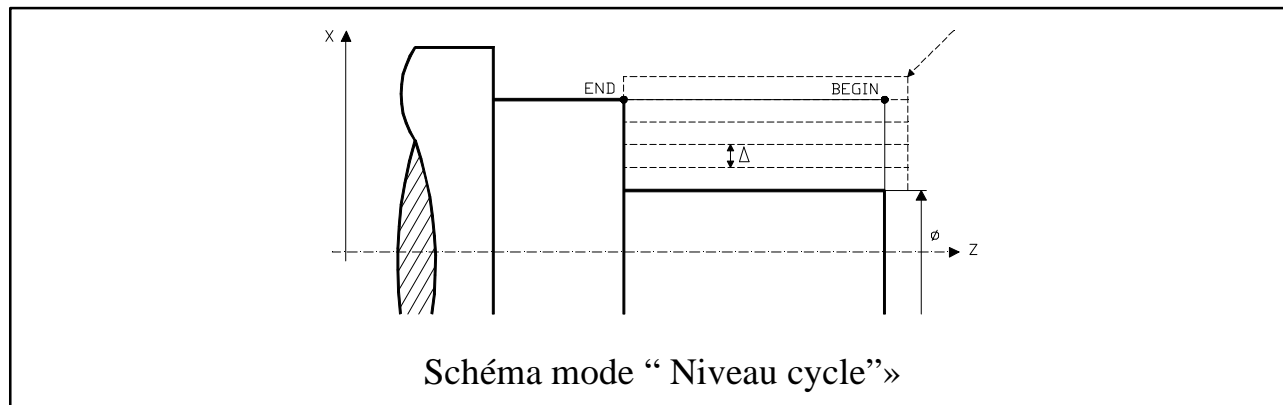 X
END BEGIN
Δ
ø
Z
Schéma mode “ Niveau cycle”»